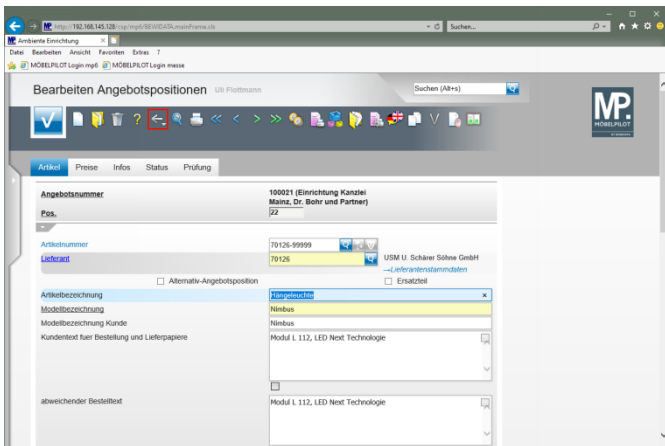 http://192.168.145.128/csp/mp6/BEWIDATA.mainFrame.cls
Suchen...
Ambiente Einrichtung
Datei Bearbeiten Ansicht Favoriten Extras ?
MÖBELPILOT Login mp6 MÖBELPILOT Login masse
Bearbeiten Angebotspositionen Uli Flottmann
Suchen (Alt+s)
MP.
MÖBELPILOT
Artikel Preise Infos Status Prüfung
Angebotsnummer 100021 (Einrichtung Kanzlei
Mainz, Dr. Bohr und Partner)
Pos. 22
Artikelnummer 70126-99999
Lieferant 70126 USM U. Schärer Söhne GmbH
→Lieferantenstammdaten
Alternativ-Angebotsposition Ersatzteil
Artikelbezeichnung Hängeleuchte
Modellbezeichnung Nimbus
Modellbezeichnung Kunde Nimbus
Kundentext fuer Bestellung und Lieferpapiere Modul L 112, LED Next Technologie
abweichender Bestelltext Modul L 112, LED Next Technologie